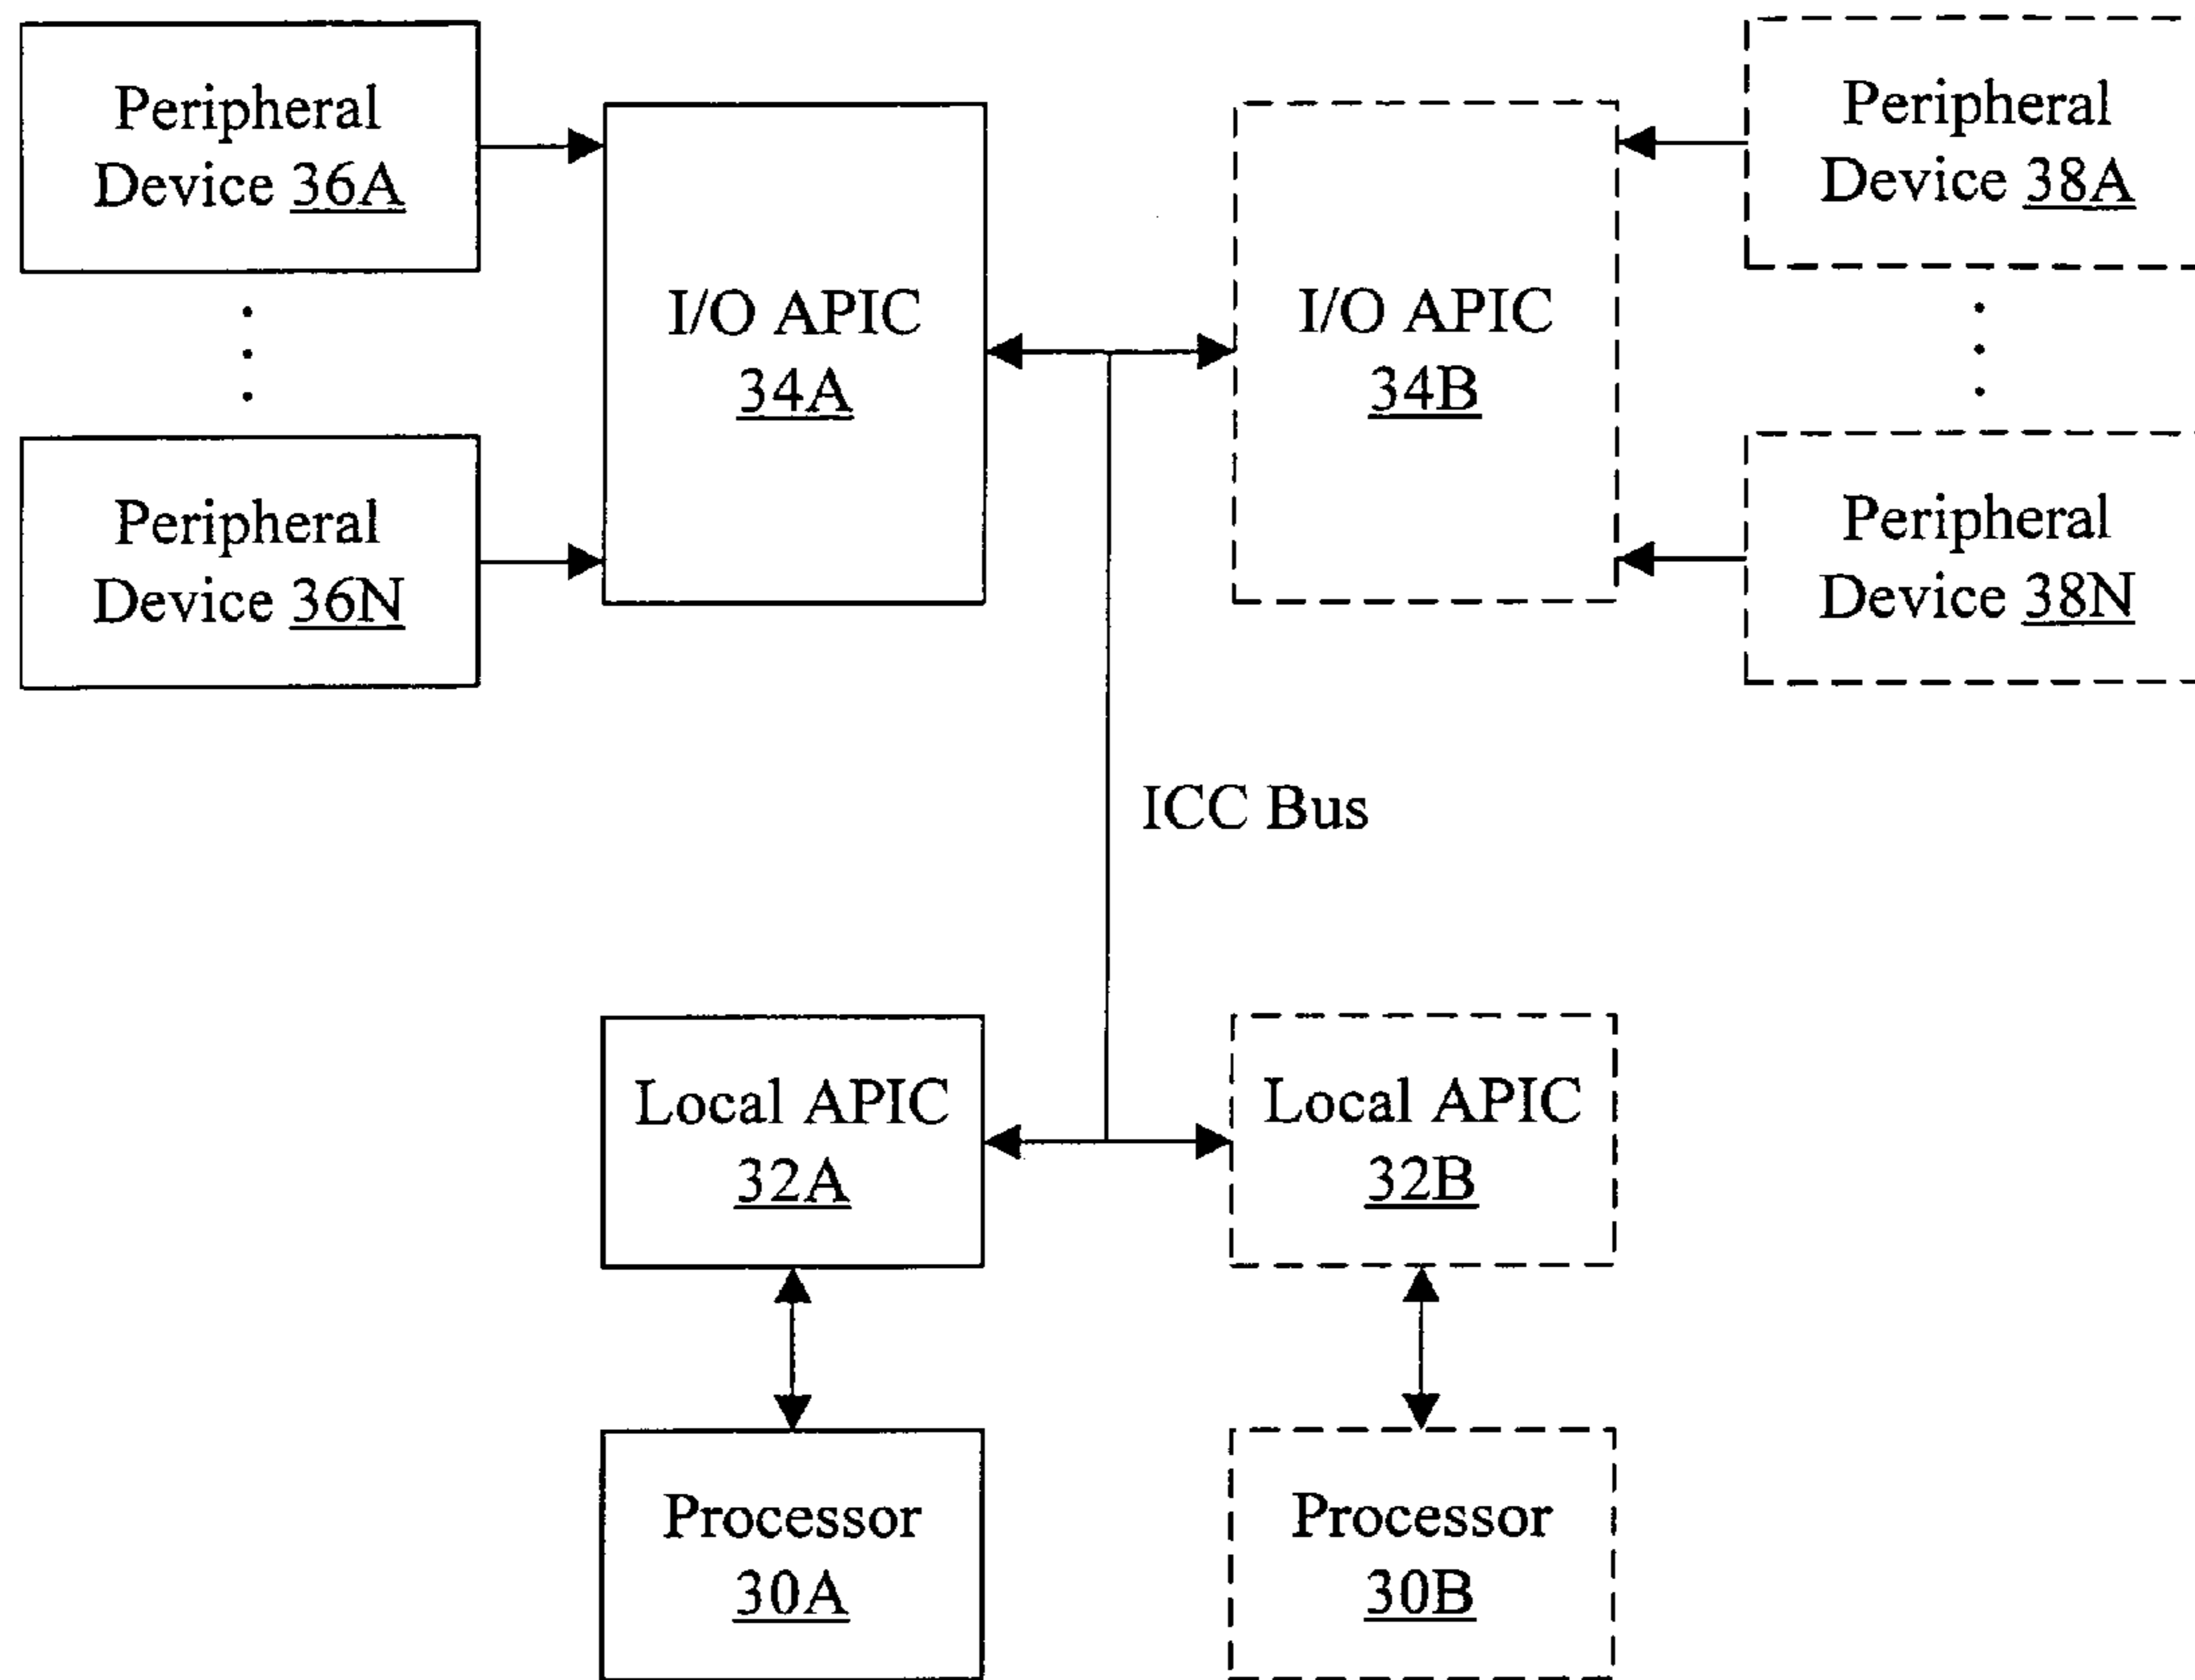 Peripheral
Device 36A
I/O APIC
34A
I/O APIC
34B
Peripheral
Device 38A
Peripheral
Device 36N
Peripheral
Device 38N
ICC Bus
Local APIC
32A
Local APIC
32B
Processor
30A
Processor
30B